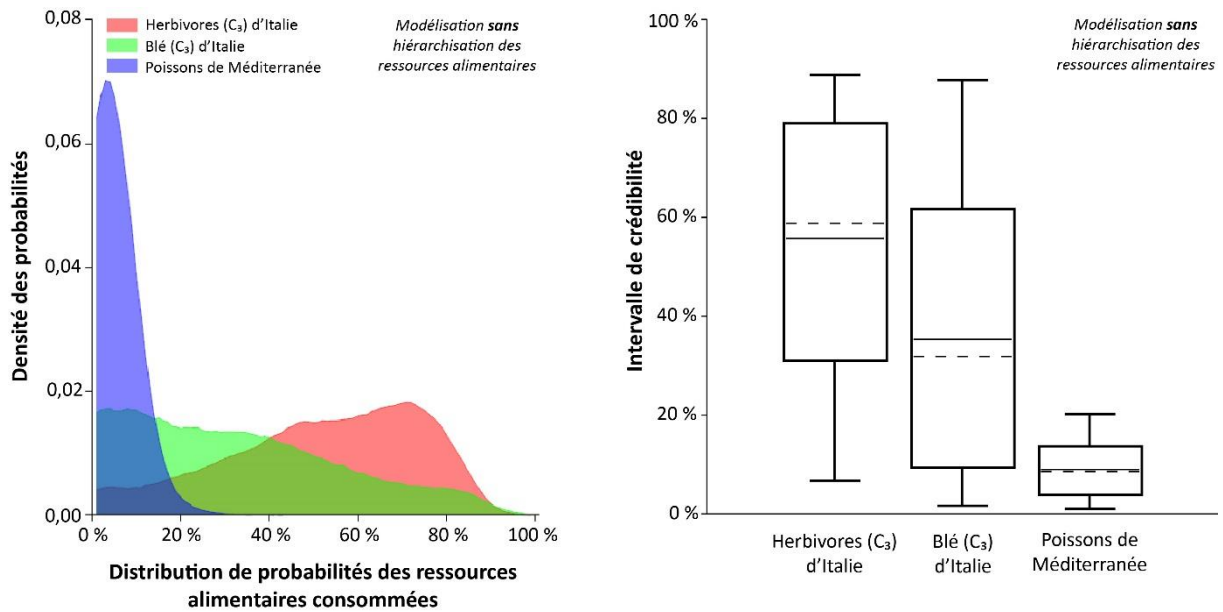 0,08
0,06
0,04
0,02
0,00
Densité des probabilités
Herbivores (C₃) d’Italie
Blé (C₃) d’Italie
Poissons de Méditerranée
Modélisation sans
hiérarchisation des
ressources alimentaires
0 %
20 %
40 %
60 %
80 %
100 %
Distribution de probabilités des ressources
alimentaires consommées
100 %
80 %
60 %
40 %
20 %
0 %
Intervalle de crédibilité
Modélisation sans
hiérarchisation des
ressources alimentaires
Herbivores (C₃)
d’Italie
Blé (C₃)
d’Italie
Poissons de
Méditerranée